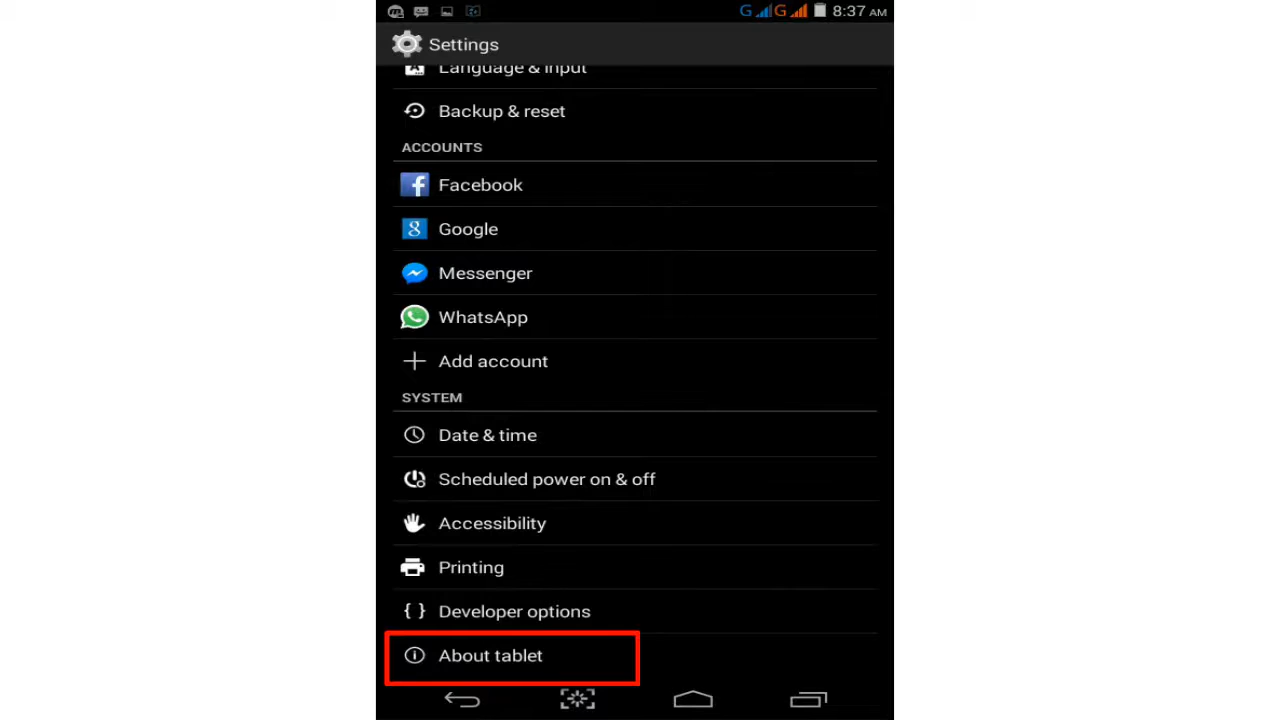 G G 8:37 AM
Settings
Language & input
Backup & reset
ACCOUNTS
Facebook
Google
Messenger
WhatsApp
Add account
SYSTEM
Date & time
Scheduled power on & off
Accessibility
Printing
{ } Developer options
About tablet